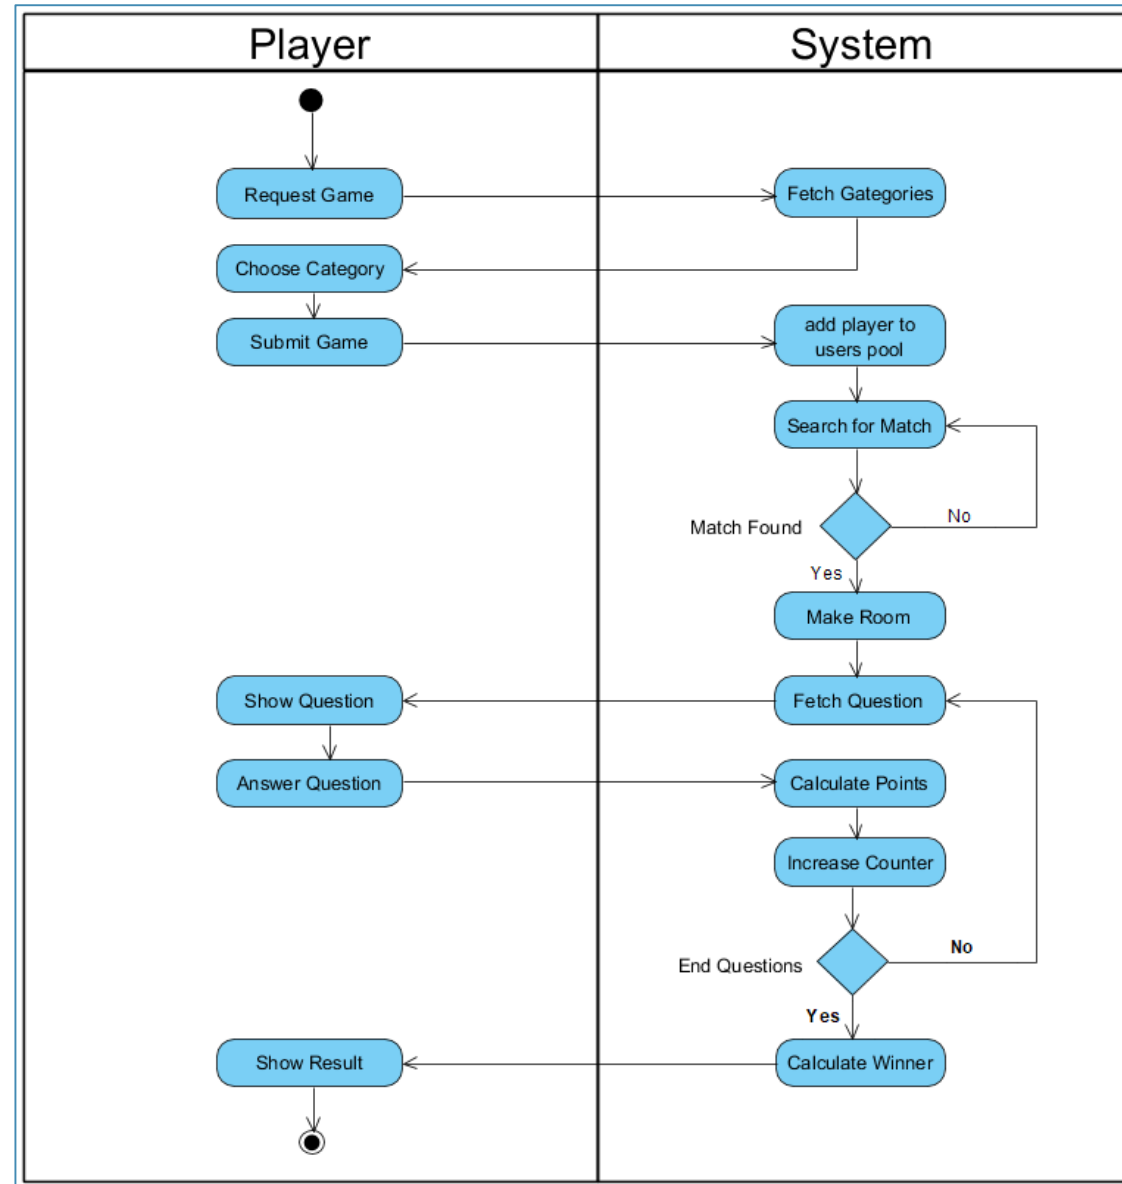 Player
System
Request Game
Fetch Gategories
Choose Category
Submit Game
add player to
users pool
Search for Match
Match Found
No
Yes
Make Room
Show Question
Fetch Question
Answer Question
Calculate Points
Increase Counter
End Questions
No
Yes
Show Result
Calculate Winner